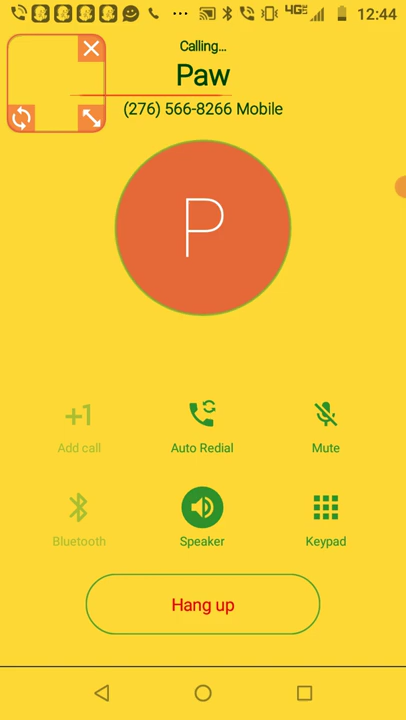 4G
12:44
Calling...
Paw
(276) 566-8266 Mobile
P
+1
Add call
Auto Redial
Mute
Bluetooth
Speaker
Keypad
Hang up